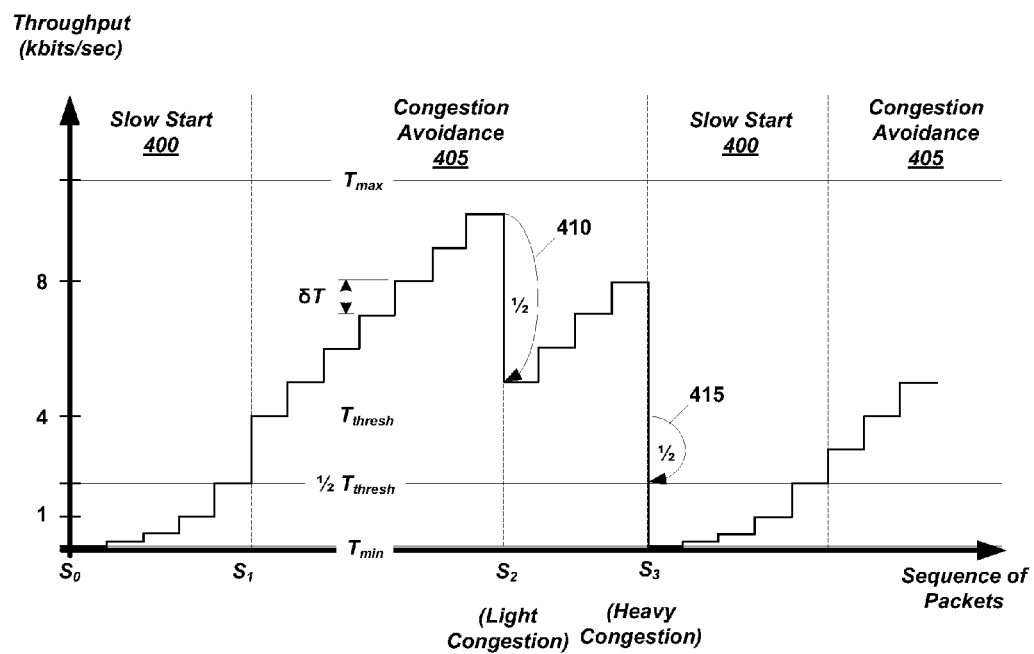 Throughput
(kbits/sec)
Slow Start
400
Congestion
Avoidance
405
Slow Start
400
Congestion
Avoidance
405
Tmax
410
8
δT
½
4
Tthresh
415
½
½ Tthresh
1
Tmin
S0
S1
S2
S3
Sequence of
Packets
(Light
Congestion)
(Heavy
Congestion)